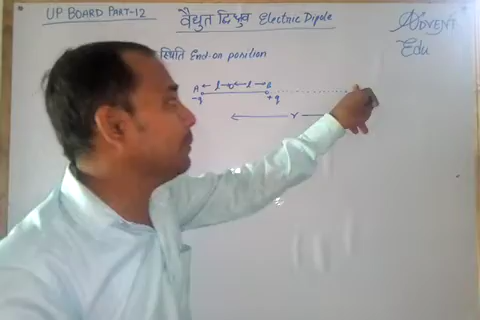 UP BOARD PART-12
वैद्युत द्विध्रुव Electric Dipole
ADVENT
Edu
स्थिति End-on position
A l l B
-q +q
r